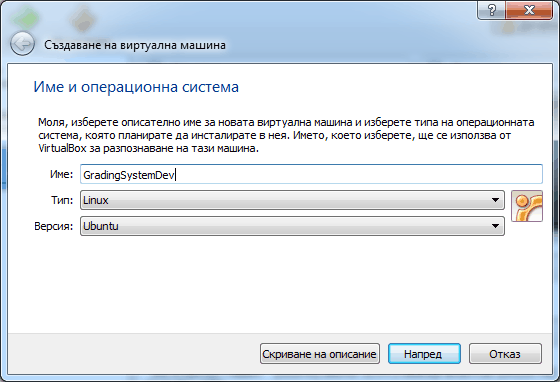 Създаване на виртуална машина
Име и операционна система
Моля, изберете описателно име за новата виртуална машина и изберете типа на операционната
система, която планирате да инсталирате в нея. Името, което изберете, ще се използва от
VirtualBox за разпознаване на тази машина.
Име: GradingSystemDev
Тип: Linux
Версия: Ubuntu
Скриване на описание Напред Отказ